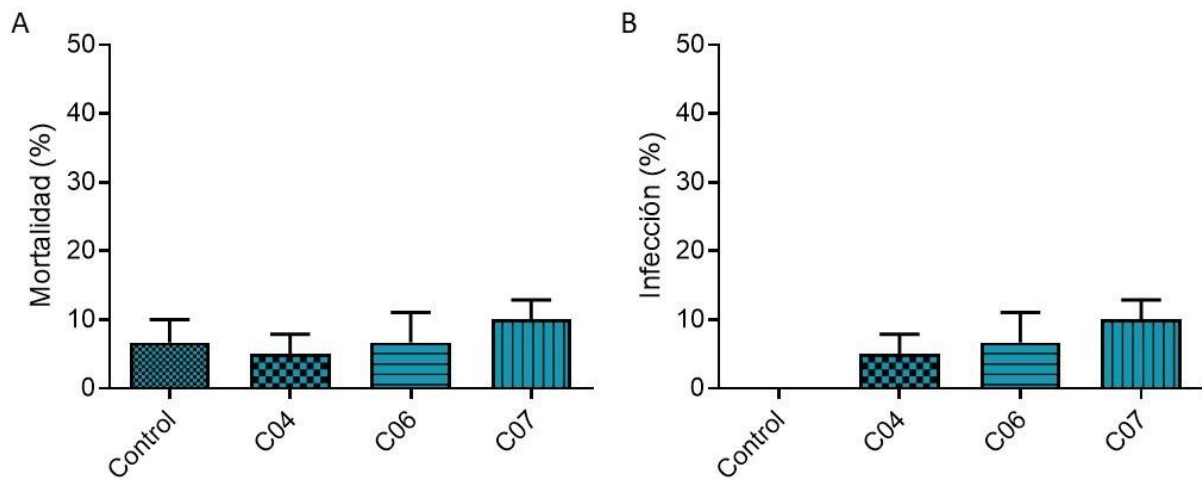 A
Mortalidad (%)
50
40
30
20
10
0
Control
C04
C06
C07
B
Infección (%)
50
40
30
20
10
0
Control
C04
C06
C07